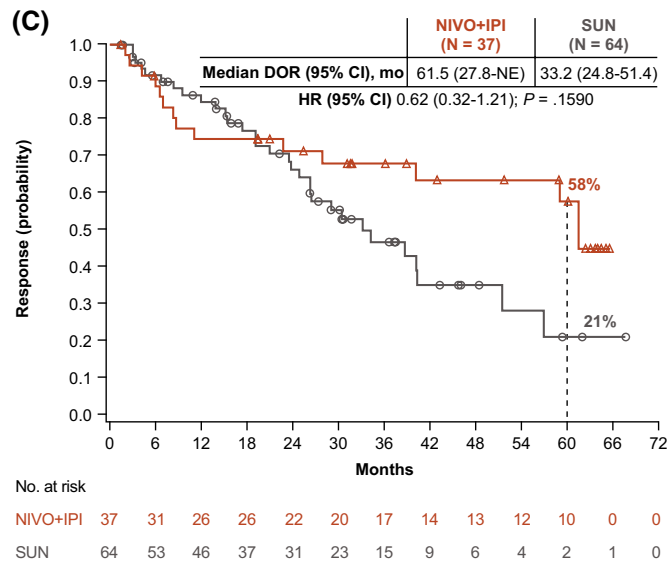 (C)
NIVO+IPI SUN
(N = 37) (N = 64)
Median DOR (95% CI), mo 61.5 (27.8-NE) 33.2 (24.8-51.4)
HR (95% CI) 0.62 (0.32-1.21); P = .1590
Response (probability)
1.0
0.9
0.8
0.7
0.6
0.5
0.4
0.3
0.2
0.1
0.0
58%
21%
0 6 12 18 24 30 36 42 48 54 60 66 72
Months
No. at risk
NIVO+IPI 37 31 26 26 22 20 17 14 13 12 10 0 0
SUN 64 53 46 37 31 23 15 9 6 4 2 1 0